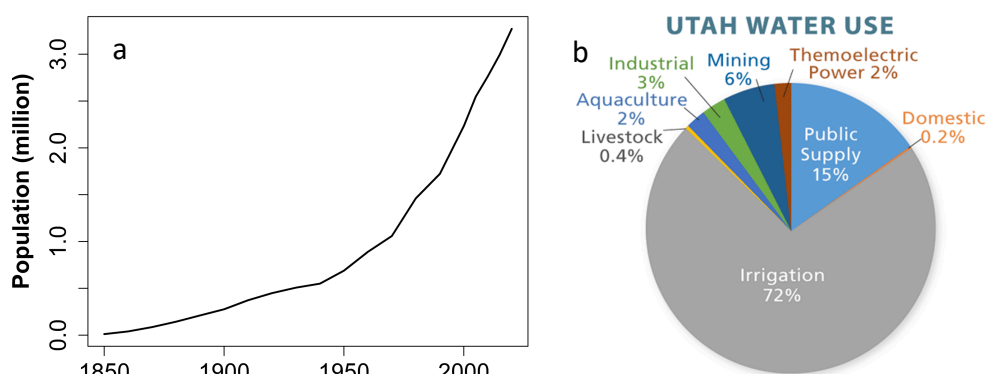 a
Population (million)
3.0
2.0
1.0
0.0
1850
1900
1950
2000
UTAH WATER USE
b
Industrial
3%
Mining
6%
Themoelectric
Power 2%
Aquaculture
2%
Livestock
0.4%
Domestic
0.2%
Public
Supply
15%
Irrigation
72%